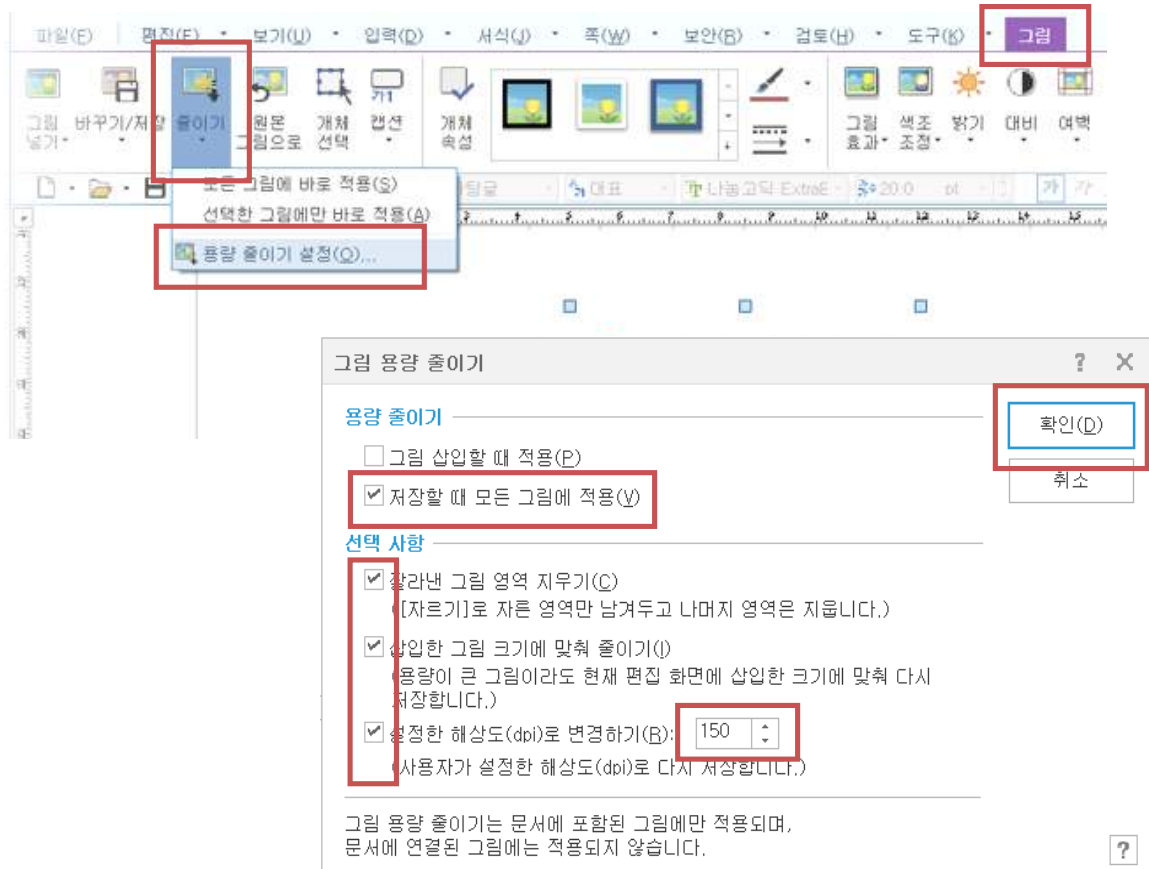 파일(F) 편집(E) 보기(U) 입력(D) 서식(J) 쪽(W) 보안(B) 검토(H) 도구(K) 그림
그림 넣기 바꾸기/저장 줄이기 원본 그림으로 개체 선택 캡션 개체 속성 그림 효과 색조 조정 밝기 대비 여백
모든 그림에 바로 적용(S) 대표 나눔고딕 ExtraB 20.0 pt 가 가
선택한 그림에만 바로 적용(A)
용량 줄이기 설정(O)...
그림 용량 줄이기
용량 줄이기
확인(D)
그림 삽입할 때 적용(P)
취소
저장할 때 모든 그림에 적용(V)
선택 사항
잘라낸 그림 영역 지우기(C)
([자르기]로 자른 영역만 남겨두고 나머지 영역은 지웁니다.)
삽입한 그림 크기에 맞춰 줄이기(I)
(용량이 큰 그림이라도 현재 편집 화면에 삽입한 크기에 맞춰 다시
저장합니다.)
설정한 해상도(dpi)로 변경하기(R): 150
(사용자가 설정한 해상도(dpi)로 다시 저장합니다.)
그림 용량 줄이기는 문서에 포함된 그림에만 적용되며,
문서에 연결된 그림에는 적용되지 않습니다.